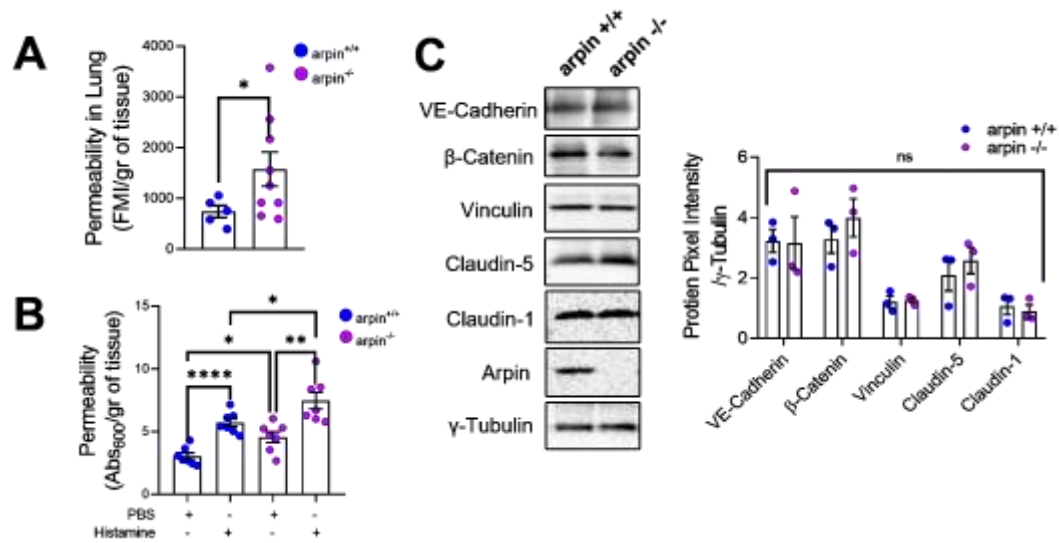 A
Permeability in Lung
(FMI/gr of tissue)
4000
3000
2000
1000
0
*
arpin+/+
arpin-/-
B
Permeability
(Abs600/gr of tissue)
15
10
5
0
*
*
**
****
arpin+/+
arpin-/-
PBS + - + -
Histamine - + - +
C
arpin +/+
arpin -/-
VE-Cadherin
β-Catenin
Vinculin
Claudin-5
Claudin-1
Arpin
γ-Tubulin
Protien Pixel Intensity
/γ-Tubulin
6
4
2
0
arpin +/+
arpin -/-
ns
VE-Cadherin
β-Catenin
Vinculin
Claudin-5
Claudin-1